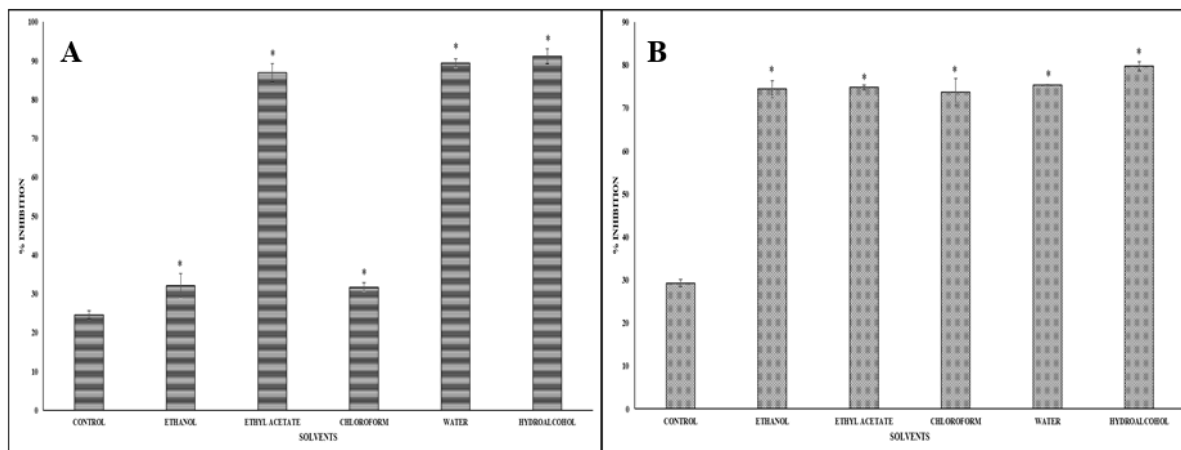 A
% INHIBITION
100
90
80
70
60
50
40
30
20
10
0
* * * * *
CONTROL ETHANOL ETHYL ACETATE CHLOROFORM WATER HYDROALCOHOL
SOLVENTS
B
% INHIBITION
90
80
70
60
50
40
30
20
10
0
* * * * *
CONTROL ETHANOL ETHYL ACETATE CHLOROFORM WATER HYDROALCOHOL
SOLVENTS